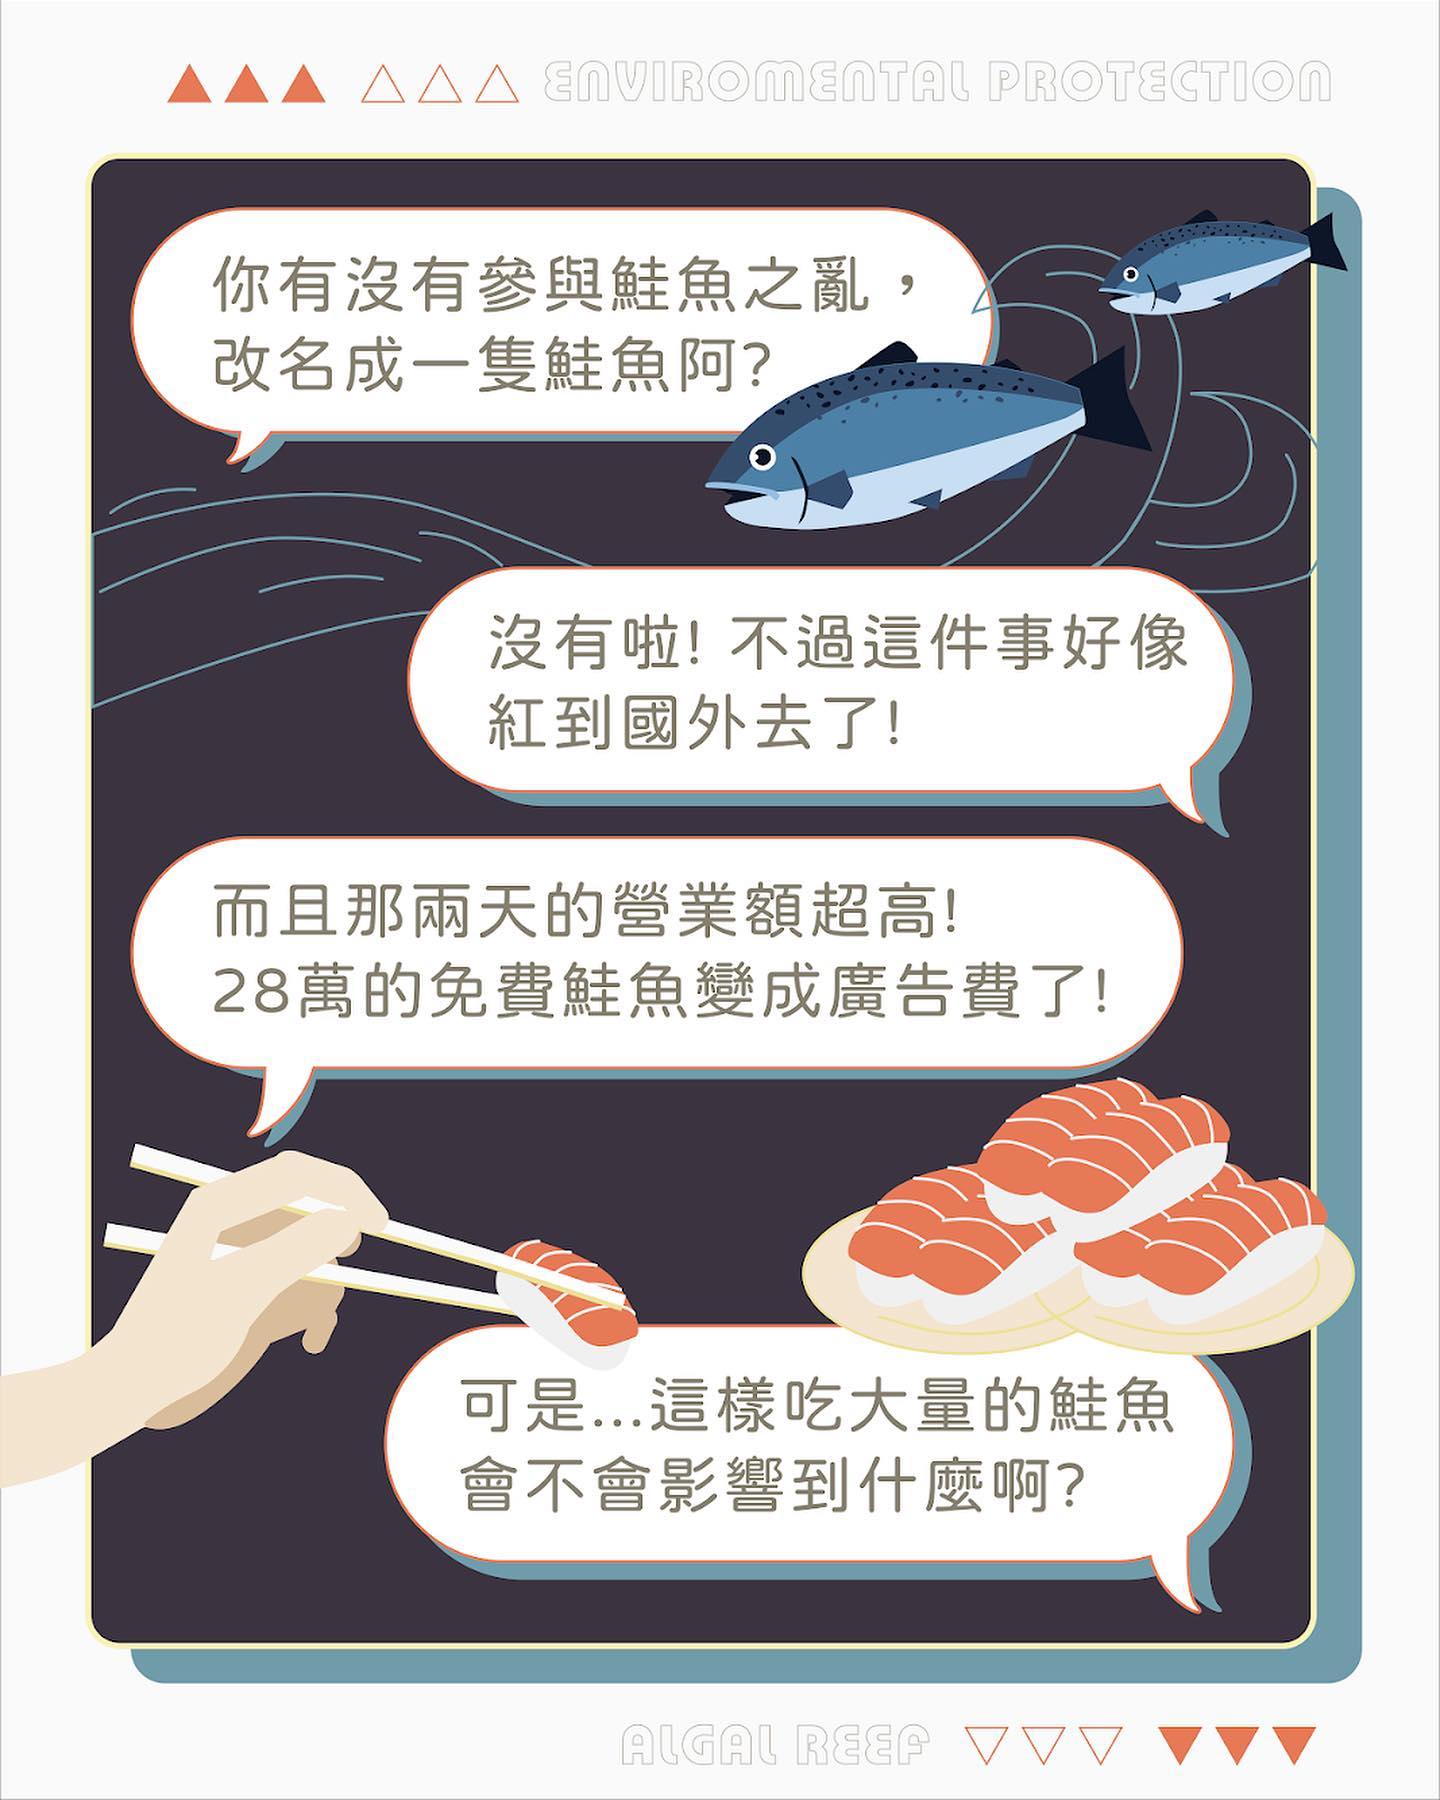 ENVIROMENTAL PROTECTION
你有沒有參與鮭魚之亂，
改名成一隻鮭魚阿?
沒有啦! 不過這件事好像
紅到國外去了!
而且那兩天的營業額超高!
28萬的免費鮭魚變成廣告費了!
可是...這樣吃大量的鮭魚
會不會影響到什麼啊?
ALGAL REEF